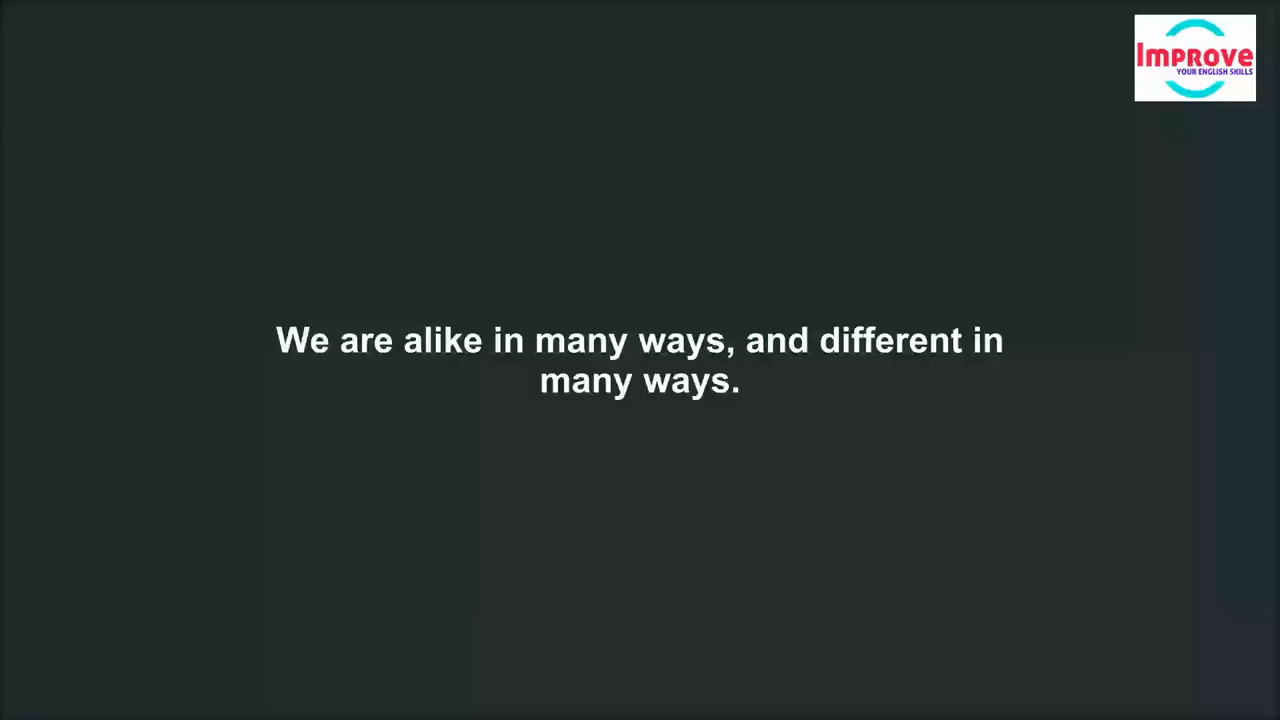 Improve
YOUR ENGLISH SKILLS
We are alike in many ways, and different in
many ways.